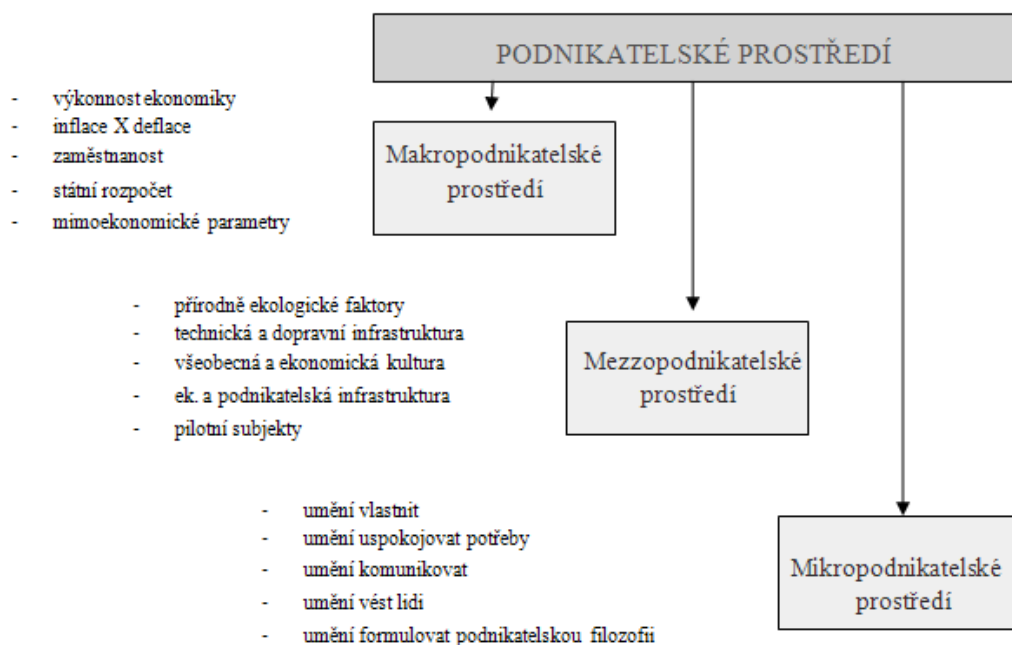 PODNIKATELSKÉ PROSTŘEDÍ
- výkonnost ekonomiky
- inflace X deflace
- zaměstnanost
- státní rozpočet
- mimoekonomické parametry
Makropodnikatelské
prostředí
- přírodně ekologické faktory
- technická a dopravní infrastruktura
- všeobecná a ekonomická kultura
- ek. a podnikatelská infrastruktura
- pilotní subjekty
Mezzopodnikatelské
prostředí
- umění vlastnit
- umění uspokojovat potřeby
- umění komunikovat
- umění vést lidi
- umění formulovat podnikatelskou filozofii
Mikropodnikatelské
prostředí